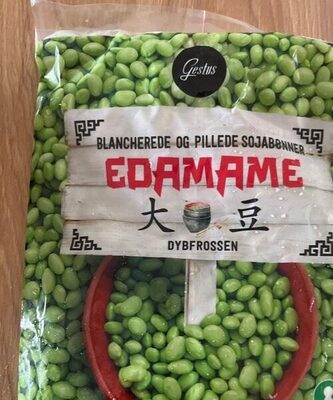 Gestus
BLANCHEREDE OG PILLEDE SOJABØNNER
EDAMAME
大 豆
DYBFROSSEN